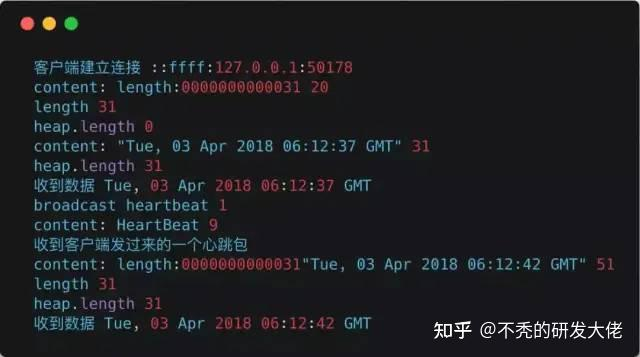 客户端建立连接 ::ffff:127.0.0.1:50178
content: length:0000000000031 20
length 31
heap.length 0
content: "Tue, 03 Apr 2018 06:12:37 GMT" 31
heap.length 31
收到数据 Tue, 03 Apr 2018 06:12:37 GMT
broadcast heartbeat 1
content: HeartBeat 9
收到客户端发过来的一个心跳包
content: length:0000000000031"Tue, 03 Apr 2018 06:12:42 GMT" 51
length 31
heap.length 31
收到数据 Tue, 03 Apr 2018 06:12:42 GMT
知乎 @不秃的研发大佬